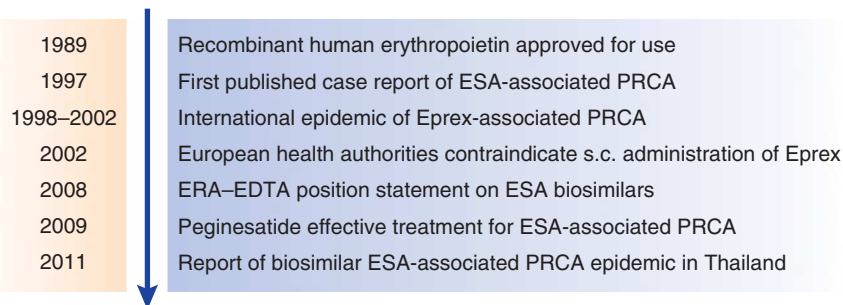 1989 Recombinant human erythropoietin approved for use
1997 First published case report of ESA-associated PRCA
1998–2002 International epidemic of Eprex-associated PRCA
2002 European health authorities contraindicate s.c. administration of Eprex
2008 ERA–EDTA position statement on ESA biosimilars
2009 Peginesatide effective treatment for ESA-associated PRCA
2011 Report of biosimilar ESA-associated PRCA epidemic in Thailand